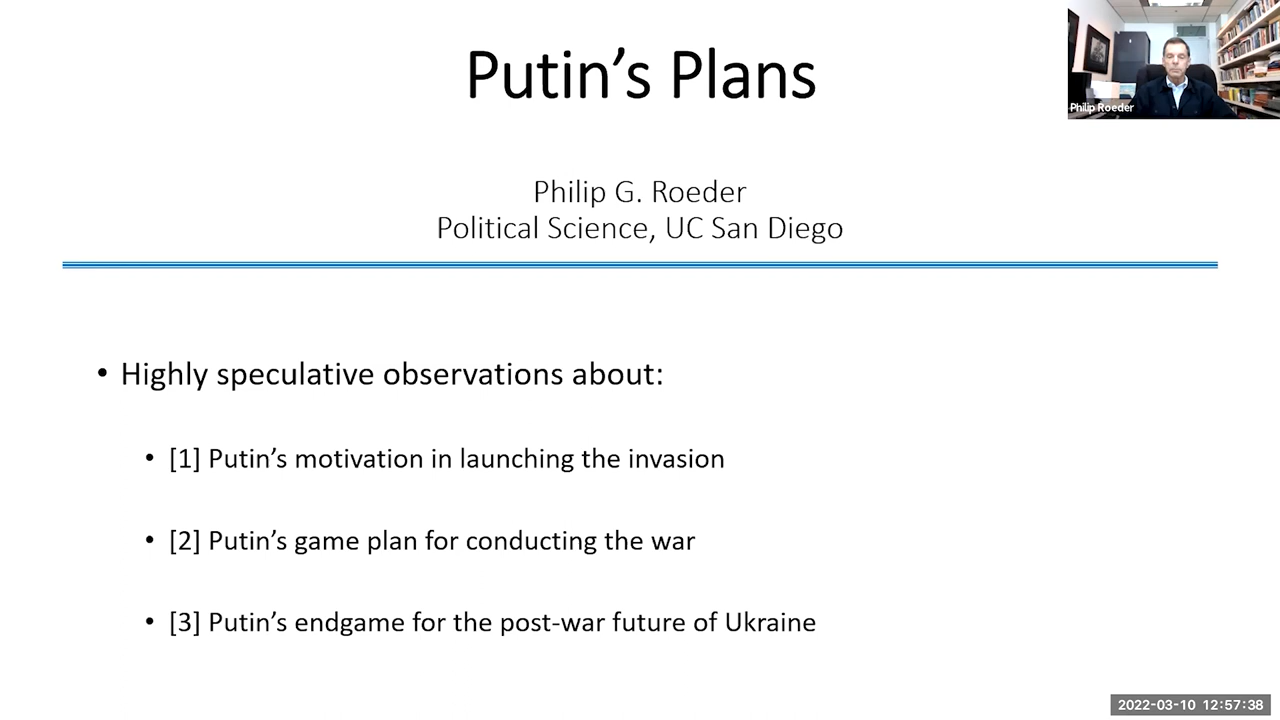 Putin’s Plans
Philip Roeder
Philip G. Roeder
Political Science, UC San Diego
• Highly speculative observations about:
• [1] Putin’s motivation in launching the invasion
• [2] Putin’s game plan for conducting the war
• [3] Putin’s endgame for the post-war future of Ukraine
2022-03-10 12:57:38